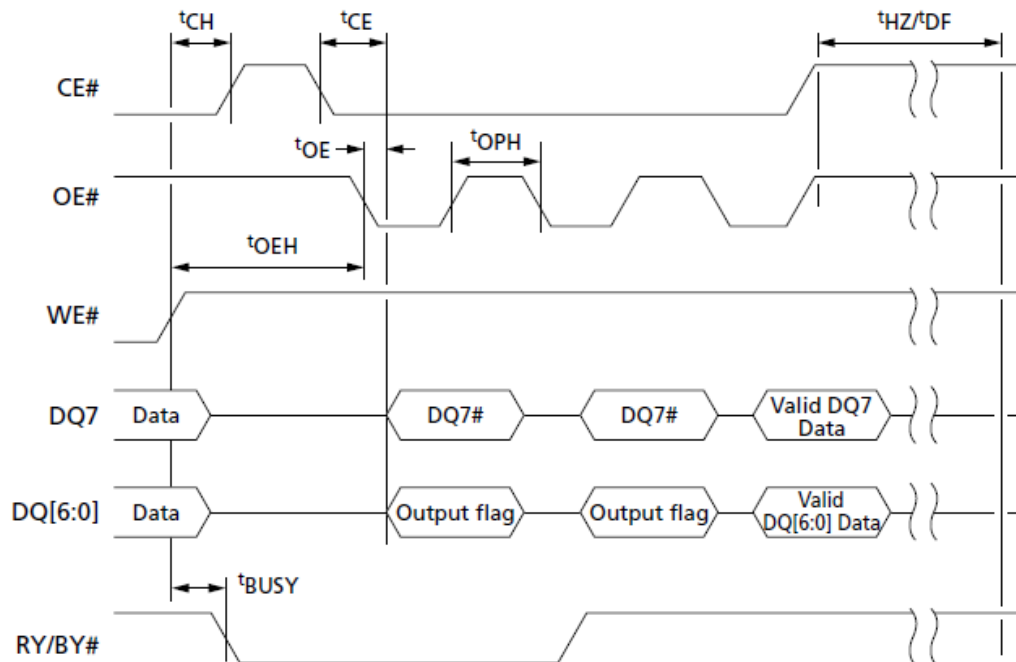 tCH
tCE
tHZ/tDF
CE#
tOE
tOPH
OE#
tOEH
WE#
DQ7
Data
DQ7#
DQ7#
Valid DQ7
Data
DQ[6:0]
Data
Output flag
Output flag
Valid
DQ[6:0] Data
tBUSY
RY/BY#